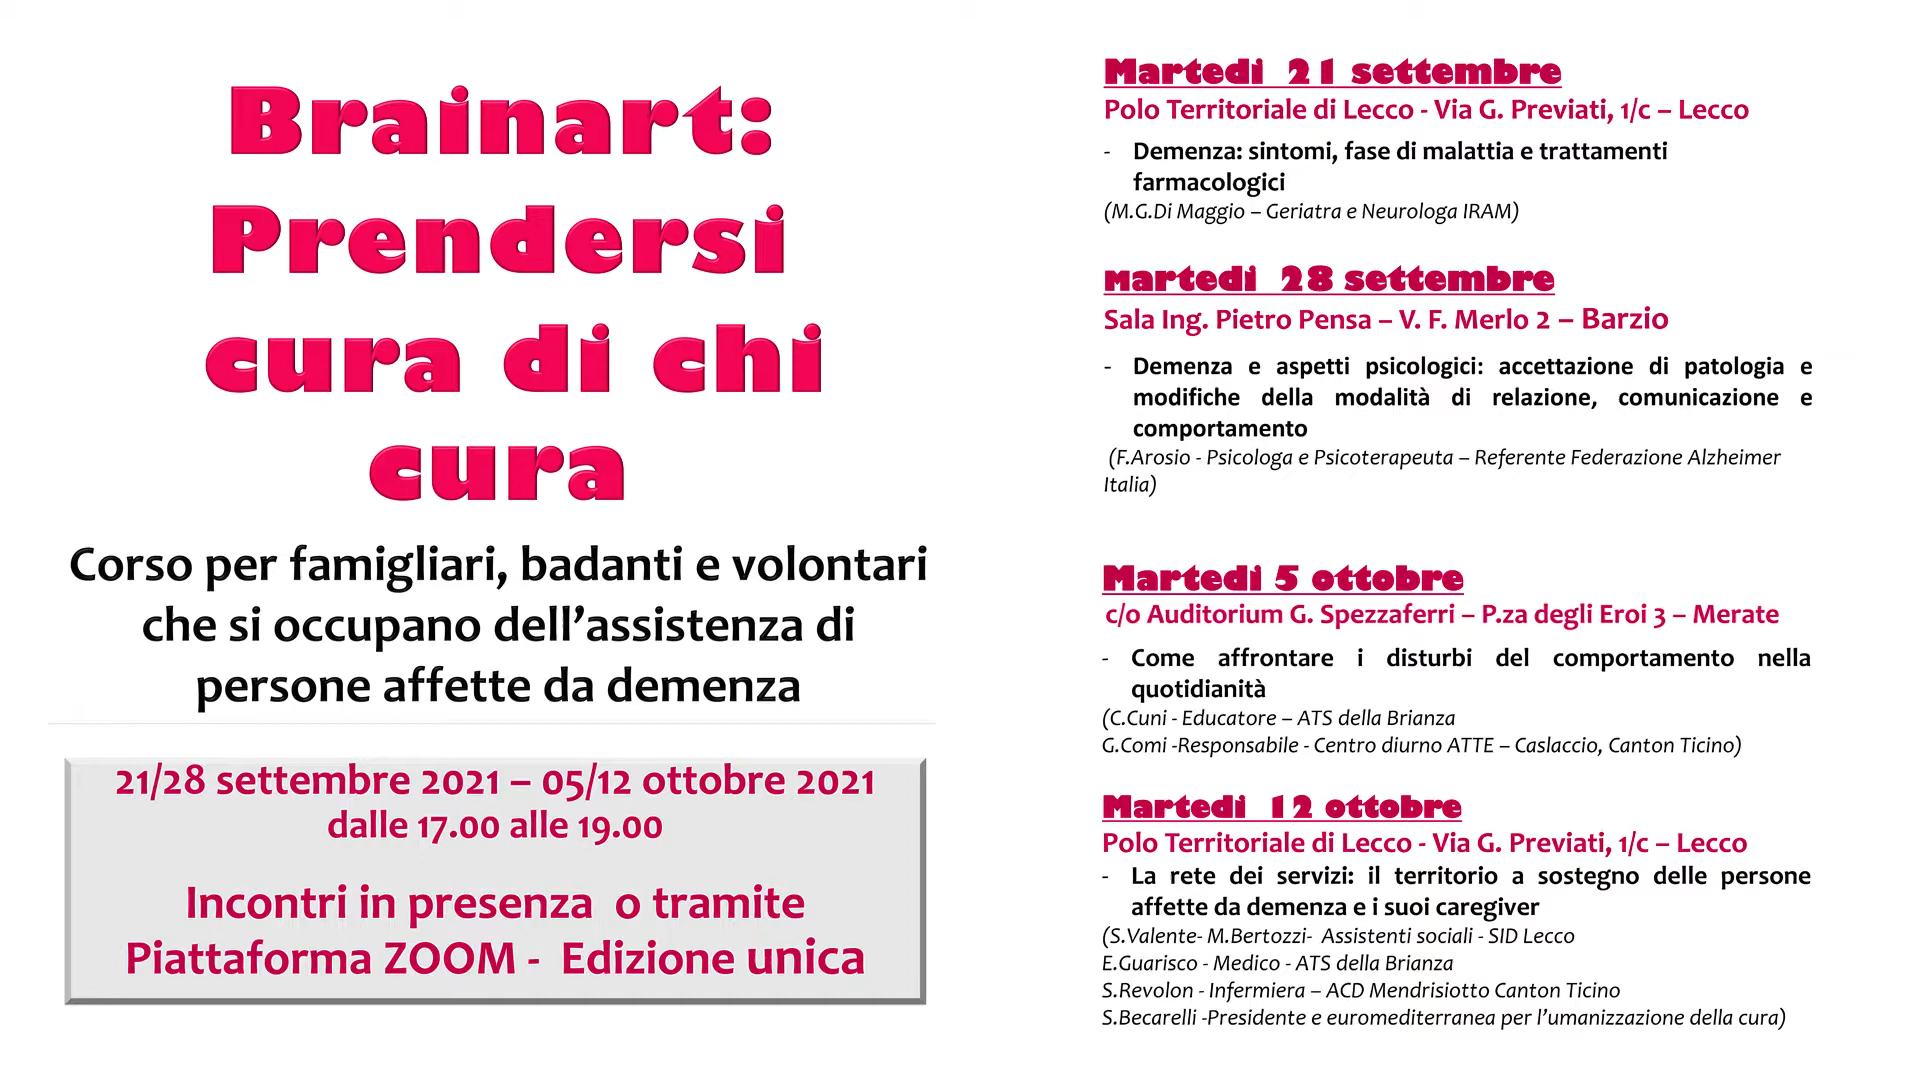 Brainart:
Prendersi
cura di chi
cura
Corso per famigliari, badanti e volontari
che si occupano dell'assistenza di
persone affette da demenza
21/28 settembre 2021 – 05/12 ottobre 2021
dalle 17.00 alle 19.00
Incontri in presenza o tramite
Piattaforma ZOOM - Edizione unica
Martedi 21 settembre
Polo Territoriale di Lecco - Via G. Previati, 1/c – Lecco
- Demenza: sintomi, fase di malattia e trattamenti
farmacologici
(M.G.Di Maggio – Geriatra e Neurologa IRAM)
Martedi 28 settembre
Sala Ing. Pietro Pensa – V. F. Merlo 2 – Barzio
- Demenza e aspetti psicologici: accettazione di patologia e
modifiche della modalità di relazione, comunicazione e
comportamento
(F.Arosio - Psicologa e Psicoterapeuta – Referente Federazione Alzheimer
Italia)
Martedi 5 ottobre
c/o Auditorium G. Spezzaferri – P.za degli Eroi 3 – Merate
- Come affrontare i disturbi del comportamento nella
quotidianità
(C.Cuni - Educatore – ATS della Brianza
G.Comi -Responsabile - Centro diurno ATTE – Caslaccio, Canton Ticino)
Martedi 12 ottobre
Polo Territoriale di Lecco - Via G. Previati, 1/c – Lecco
- La rete dei servizi: il territorio a sostegno delle persone
affette da demenza e i suoi caregiver
(S.Valente- M.Bertozzi- Assistenti sociali - SID Lecco
E.Guarisco - Medico - ATS della Brianza
S.Revolon - Infermiera – ACD Mendrisiotto Canton Ticino
S.Becarelli -Presidente e euromediterranea per l'umanizzazione della cura)